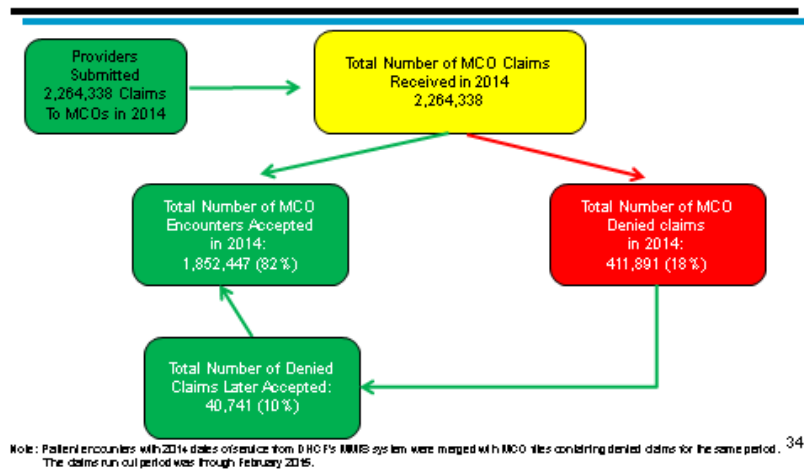 Providers
Submitted
2,264,338 Claims
To MCOs in 2014
Total Number of MCO Claims
Received in 2014
2,264,338
Total Number of MCO
Encounters Accepted
in 2014:
1,852,447 (82%)
Total Number of MCO
Denied claims
in 2014:
411,891 (18%)
Total Number of Denied
Claims Later Accepted:
40,741 (10%)
Note: Patient encounters with 2014 dates of service from DHCF's MMIS system were merged with MCO files containing denied claims for the same period.
The claims run out period was through February 2015.
34